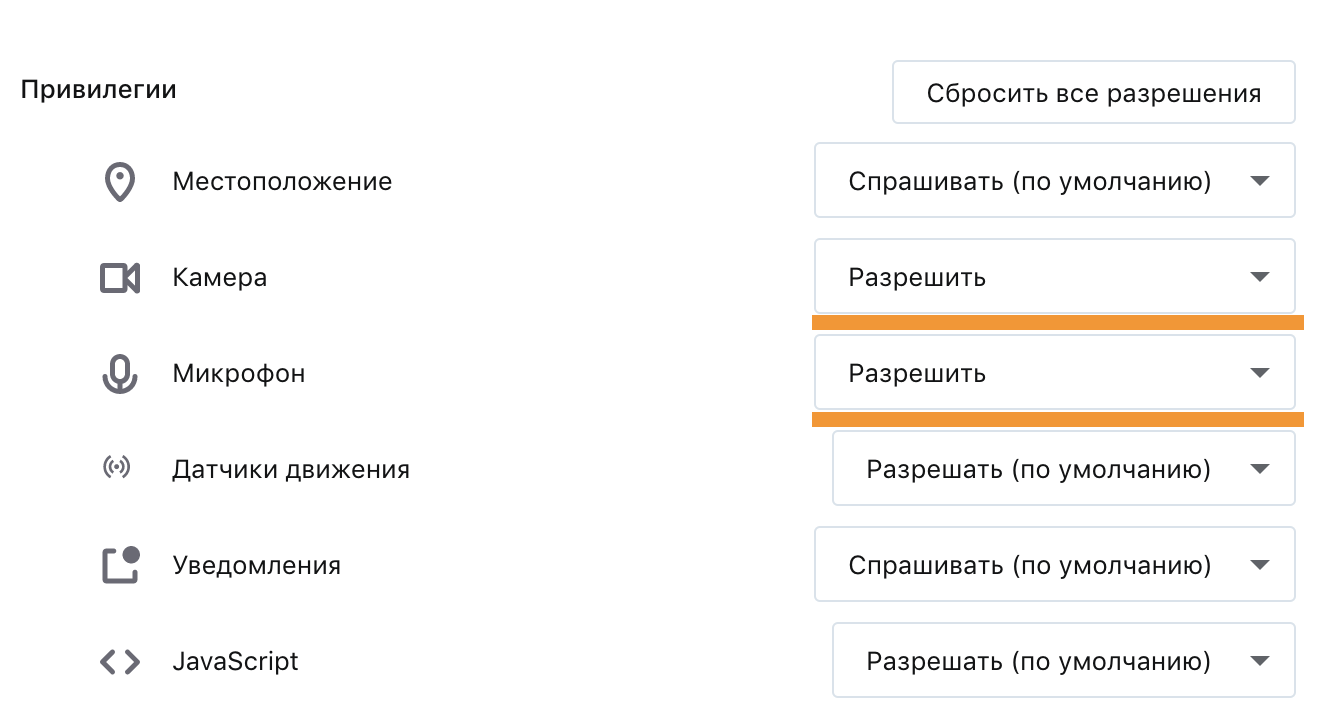 Привилегии
Сбросить все разрешения
Местоположение
Спрашивать (по умолчанию)
Камера
Разрешить
Микрофон
Разрешить
Датчики движения
Разрешать (по умолчанию)
Уведомления
Спрашивать (по умолчанию)
JavaScript
Разрешать (по умолчанию)